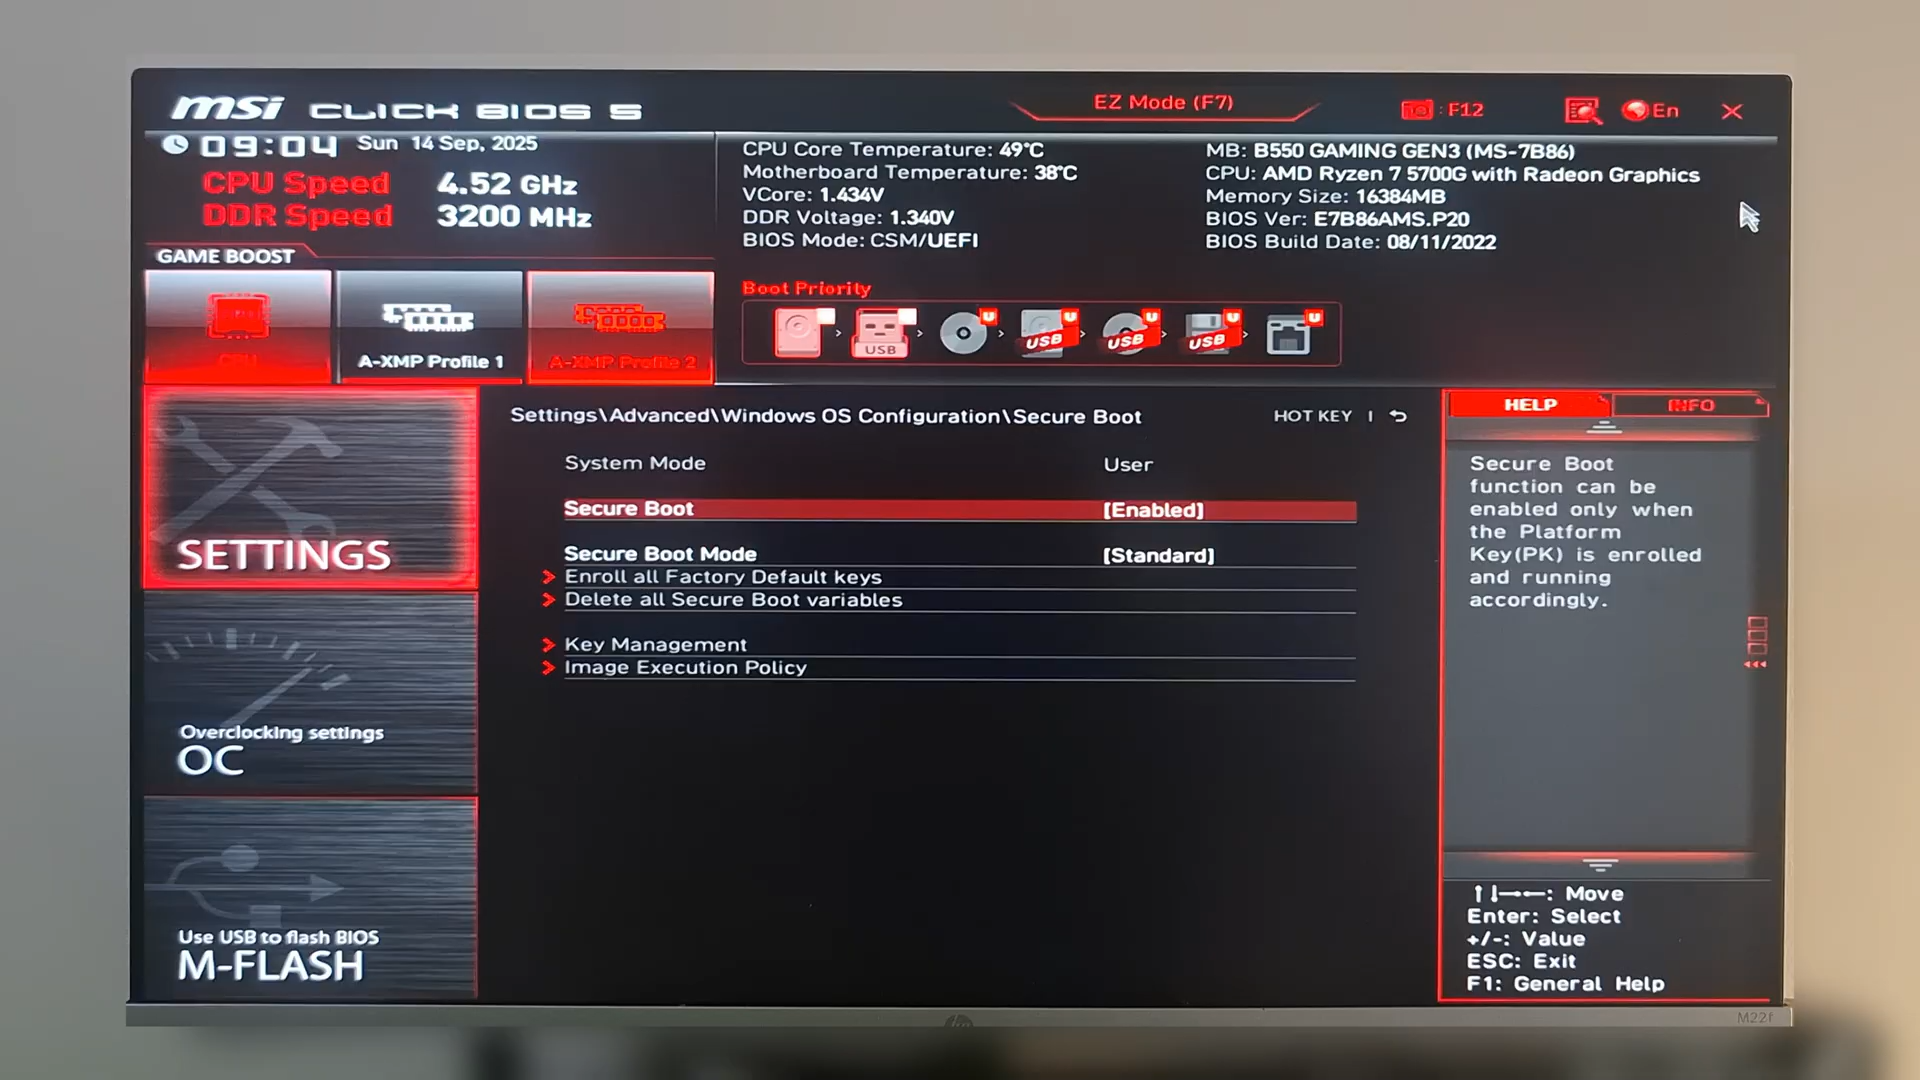 msi CLICK BIOS 5
EZ Mode (F7)
: F12
En
09:04 Sun 14 Sep, 2025
CPU Speed 4.52 GHz
DDR Speed 3200 MHz
CPU Core Temperature: 49°C
Motherboard Temperature: 38°C
VCore: 1.434V
DDR Voltage: 1.340V
BIOS Mode: CSM/UEFI
MB: B550 GAMING GEN3 (MS-7B86)
CPU: AMD Ryzen 7 5700G with Radeon Graphics
Memory Size: 16384MB
BIOS Ver: E7B86AMS.P20
BIOS Build Date: 08/11/2022
GAME BOOST
CPU
A-XMP Profile 1
A-XMP Profile 2
Boot Priority
USB
U
U
USB
U
USB
U
USB
U
SETTINGS
Overclocking settings
OC
Use USB to flash BIOS
M-FLASH
Settings\Advanced\Windows OS Configuration\Secure Boot
HOT KEY |
System Mode User
Secure Boot [Enabled]
Secure Boot Mode [Standard]
Enroll all Factory Default keys
Delete all Secure Boot variables
Key Management
Image Execution Policy
HELP
INFO
Secure Boot
function can be
enabled only when
the Platform
Key(PK) is enrolled
and running
accordingly.
↑↓→←: Move
Enter: Select
+/-: Value
ESC: Exit
F1: General Help
hp
M22f